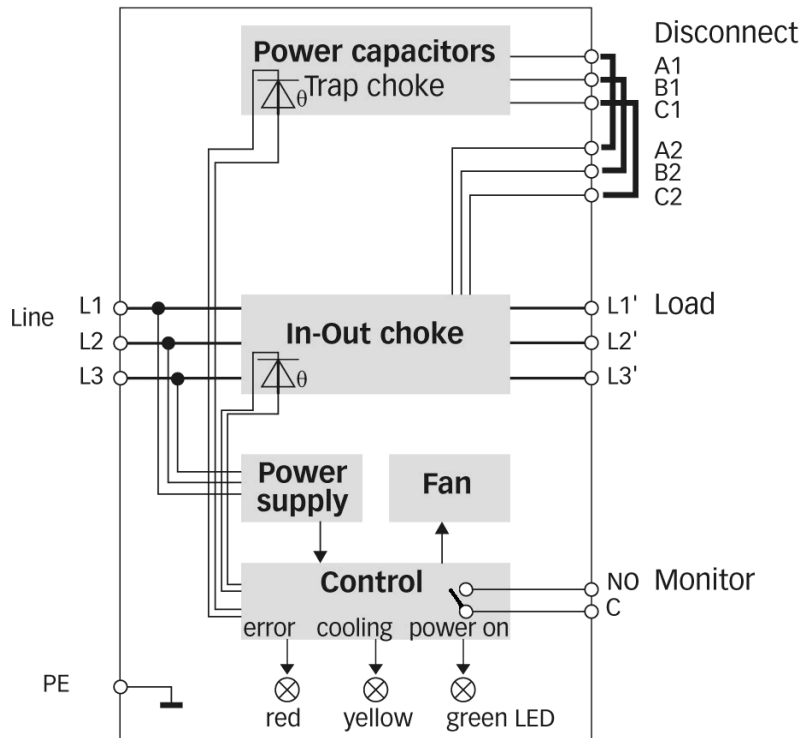 Power capacitors
Trap choke
θ
Disconnect
A1
B1
C1
A2
B2
C2
Line
L1
L2
L3
In-Out choke
θ
L1'
L2'
L3'
Load
Power
supply
Fan
Control
error cooling power on
NO
C
Monitor
PE
red yellow green LED